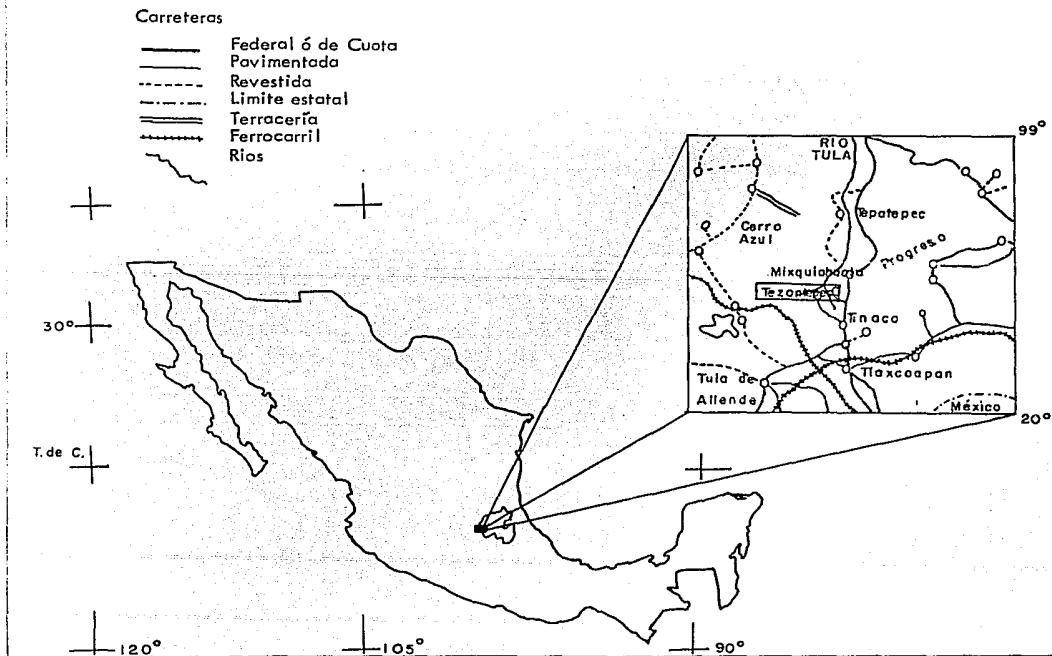 Carreteras
Federal ó de Cuota
Pavimentada
Revestida
Limite estatal
Terracería
Ferrocarril
Rios
99°
RIO
TULA
Tepatepec
Cerro
Azul
Progreso
Mixquiahuala
Tezontepec
Tinaco
Tlaxcoapan
Tula de
Allende
México
20°
30°
T. de C.
120°
105°
90°